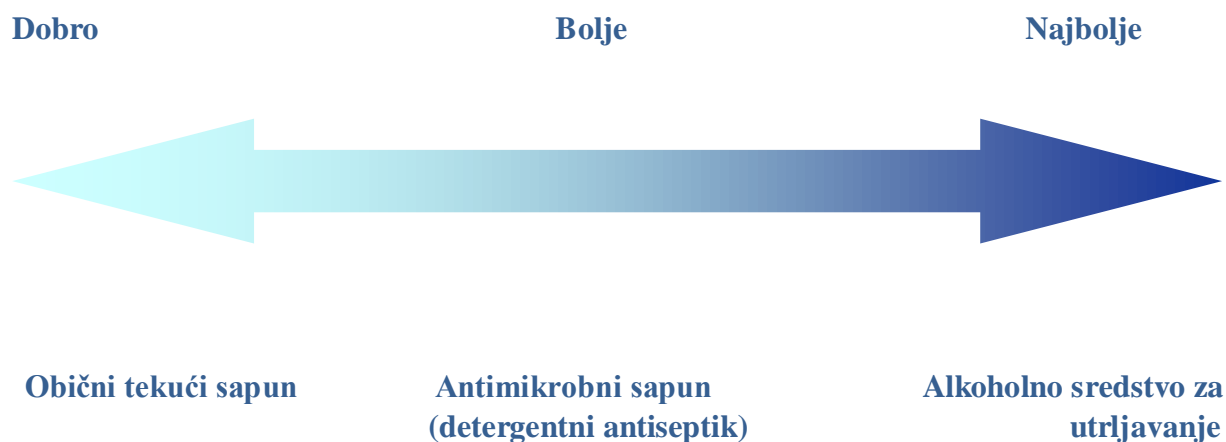 Dobro Bolje Najbolje
Obični tekući sapun Antimikrobni sapun Alkoholno sredstvo za
(detergentni antiseptik) utrljavanje